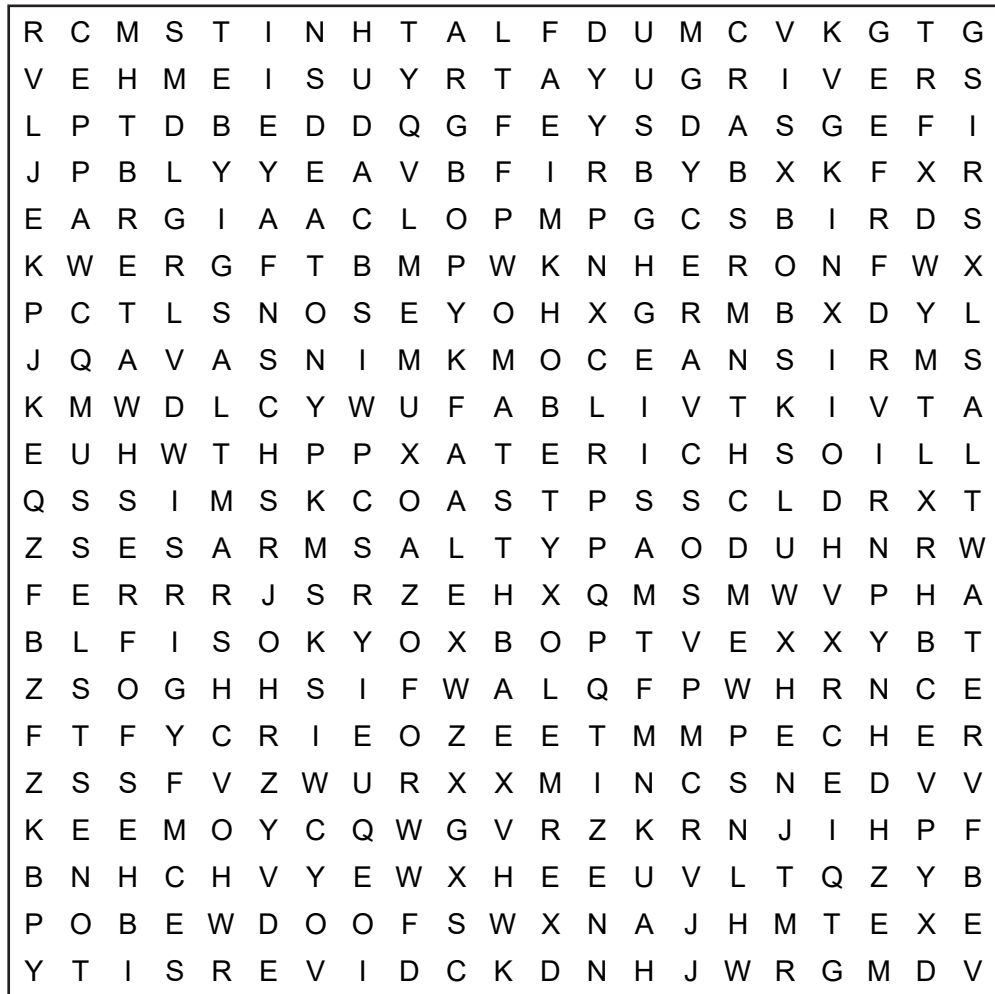 R C M S T I N H T A L F D U M C V K G T G
V E H M E I S U Y R T A Y U G R I V E R S
L P T D B E D D Q G F E Y S D A S G E F I
J P B L Y Y E A V B F I R B Y B X K F X R
E A R G I A A C L O P M P G C S B I R D S
K W E R G F T B M P W K N H E R O N F W X
P C T L S N O S E Y O H X G R M B X D Y L
J Q A V A S N I M K M O C E A N S I R M S
K M W D L C Y W U F A B L I V T K I V T A
E U H W T H P P X A T E R I C H S O I L L
Q S S I M S K C O A S T P S S C L D R X T
Z S E S A R M S A L T Y P A O D U H N R W
F E R R R J S R Z E H X Q M S M W V P H A
B L F I S O K Y O X B O P T V E X X Y B T
Z S O G H H S I F W A L Q F P W H R N C E
F T F Y C R I E O Z E E T M M P E C H E R
Z S S F V Z W U R X X M I N C S N E D V V
K E E M O Y C Q W G V R Z K R N J I H P F
B N H C H V Y E W X H E E U V L T Q Z Y B
P O B E W D O O F S W X N A J H M T E X E
Y T I S R E V I D C K D N H J W R G M D V